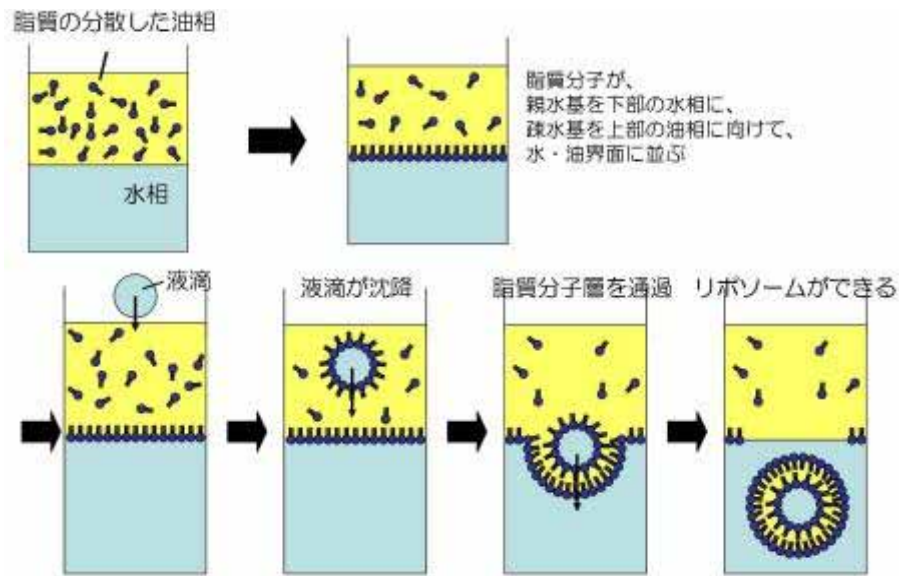 脂質の分散した油相
水相
脂質分子が、
親水基を下部の水相に、
疎水基を上部の油相に向けて、
水・油界面に並ぶ
液滴
液滴が沈降
脂質分子層を通過
リポソームができる